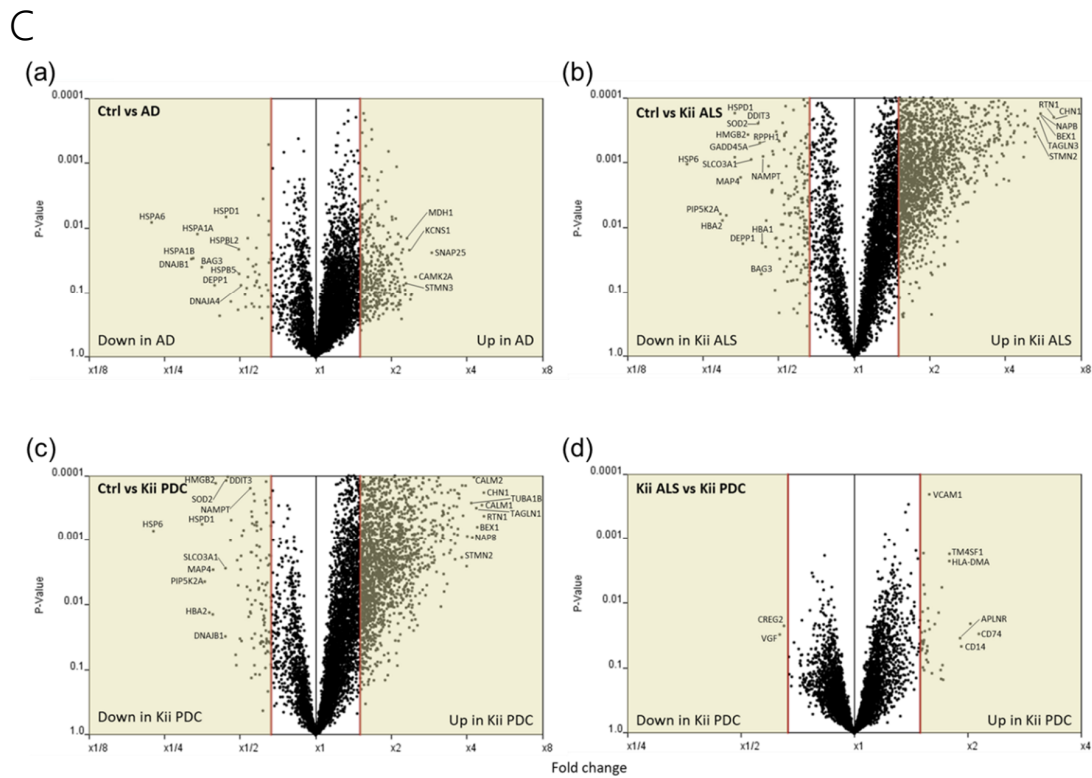 C
(a)
Ctrl vs AD
0.0001
0.001
0.01
0.1
1.0
P-Value
HSPA6
HSPD1
HSPA1A
HSPBL2
HSPA1B
DNAJB1
BAG3
HSPB5
DEPP1
DNAJA4
MDH1
KCNS1
SNAP25
CAMK2A
STMN3
Down in AD
Up in AD
x1/8 x1/4 x1/2 x1 x2 x4 x8
(b)
Ctrl vs Kii ALS
0.0001
0.001
0.01
0.1
1.0
P-Value
HSPD1
DDIT3
SOD2
HMGB2
RPPH1
GADD45A
HSP6
SLCO3A1
NAMPT
MAP4
PIP5K2A
HBA2
HBA1
DEPP1
BAG3
RTN1
CHN1
NAPB
BEX1
TAGLN3
STMN2
Down in Kii ALS
Up in Kii ALS
x1/8 x1/4 x1/2 x1 x2 x4 x8
(c)
Ctrl vs Kii PDC
0.0001
0.001
0.01
0.1
1.0
P-Value
HMGB2
DDIT3
SOD2
NAMPT
HSPD1
HSP6
SLCO3A1
MAP4
PIP5K2A
HBA2
DNAJB1
CALM2
CHN1
TUBA1B
CALM1
TAGLN1
RTN1
BEX1
NAPB
STMN2
Down in Kii PDC
Up in Kii PDC
x1/8 x1/4 x1/2 x1 x2 x4 x8
(d)
Kii ALS vs Kii PDC
0.0001
0.001
0.01
0.1
1.0
P-Value
VCAM1
TM4SF1
HLA-DMA
CREG2
VGF
APLNR
CD74
CD14
Down in Kii PDC
Up in Kii PDC
x1/4 x1/2 x1 x2 x4
Fold change